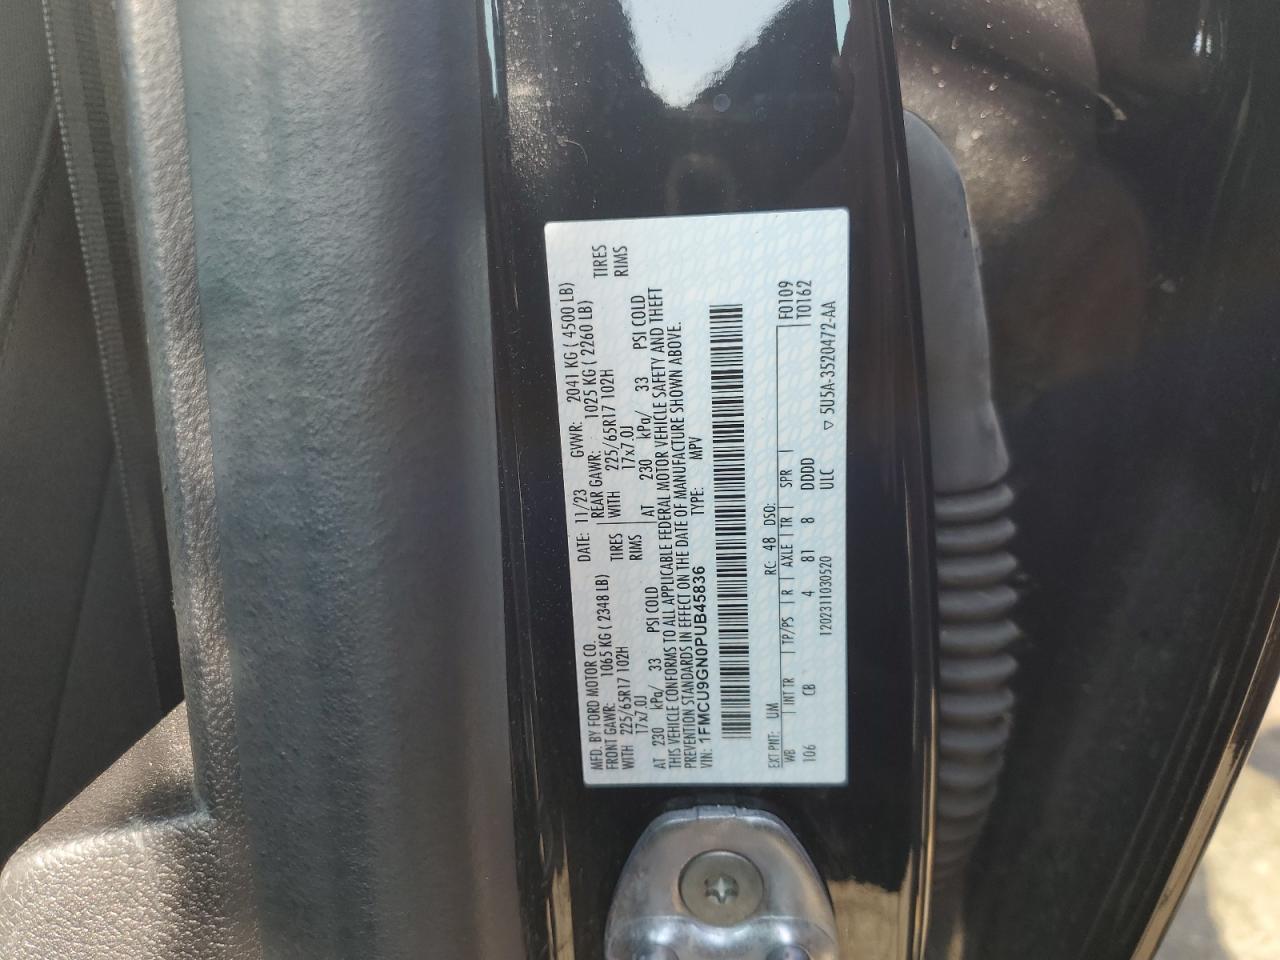 MFD. BY FORD MOTOR CO. DATE: 11/23 GVWR: 2041 KG ( 4500 LB)
FRONT GAWR: 1065 KG ( 2348 LB) REAR GAWR: 1025 KG ( 2260 LB)
WITH 225/65R17 102H TIRES WITH 225/65R17 102H TIRES
17x7.0J RIMS 17x7.0J RIMS
AT 230 kPa/ 33 PSI COLD AT 230 kPa/ 33 PSI COLD
THIS VEHICLE CONFORMS TO ALL APPLICABLE FEDERAL MOTOR VEHICLE SAFETY AND THEFT
PREVENTION STANDARDS IN EFFECT ON THE DATE OF MANUFACTURE SHOWN ABOVE.
VIN: 1FMCU9GN0PUB45836 TYPE: MPV
EXT PNT: UM RC: 48 DSO: F0109
WB INT TR TP/PS R AXLE TR SPR T0162
106 CB 4 81 8 DDDD
1202311030520 ULC ▽ 5U5A-3520472-AA